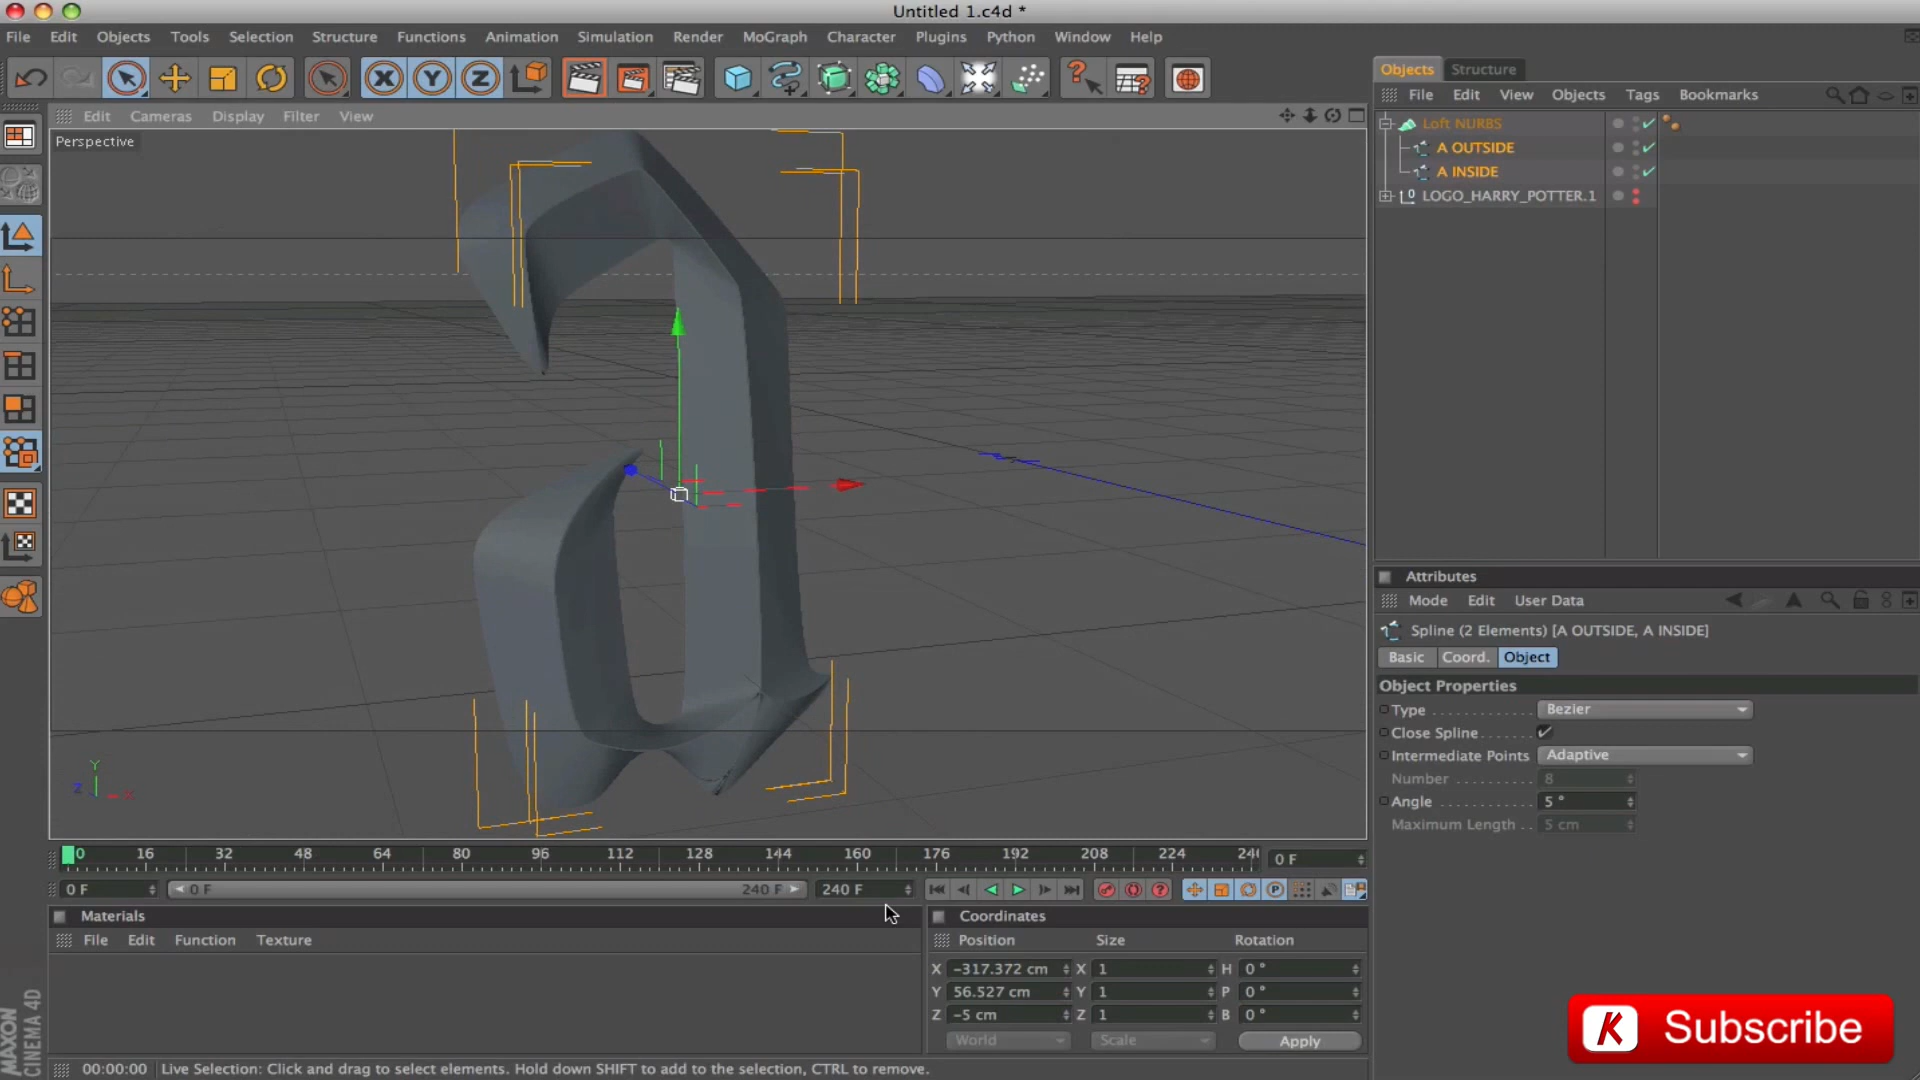 Untitled 1.c4d *
File Edit Objects Tools Selection Structure Functions Animation Simulation Render MoGraph Character Plugins Python Window Help
X Y Z
Edit Cameras Display Filter View
Perspective
Y
Z X
0 16 32 48 64 80 96 112 128 144 160 176 192 208 224 24
0 F
0 F 0 F 240 F 240 F
Materials
File Edit Function Texture
Coordinates
Position Size Rotation
X -317.372 cm X 1 H 0 °
Y 56.527 cm Y 1 P 0 °
Z -5 cm Z 1 B 0 °
World Scale Apply
00:00:00 Live Selection: Click and drag to select elements. Hold down SHIFT to add to the selection, CTRL to remove.
MAXON
CINEMA 4D
Objects Structure
File Edit View Objects Tags Bookmarks
Loft NURBS
A OUTSIDE
A INSIDE
LOGO_HARRY_POTTER.1
Attributes
Mode Edit User Data
Spline (2 Elements) [A OUTSIDE, A INSIDE]
Basic Coord. Object
Object Properties
Type Bezier
Close Spline
Intermediate Points Adaptive
Number 8
Angle 5 °
Maximum Length 5 cm
K Subscribe